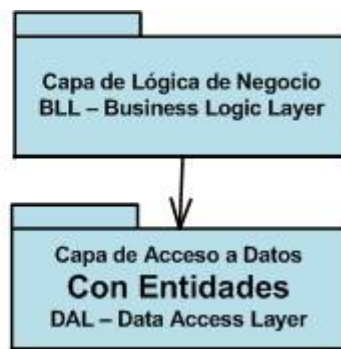 Capa de Lógica de Negocio
BLL – Business Logic Layer
Capa de Acceso a Datos
Con Entidades
DAL – Data Access Layer